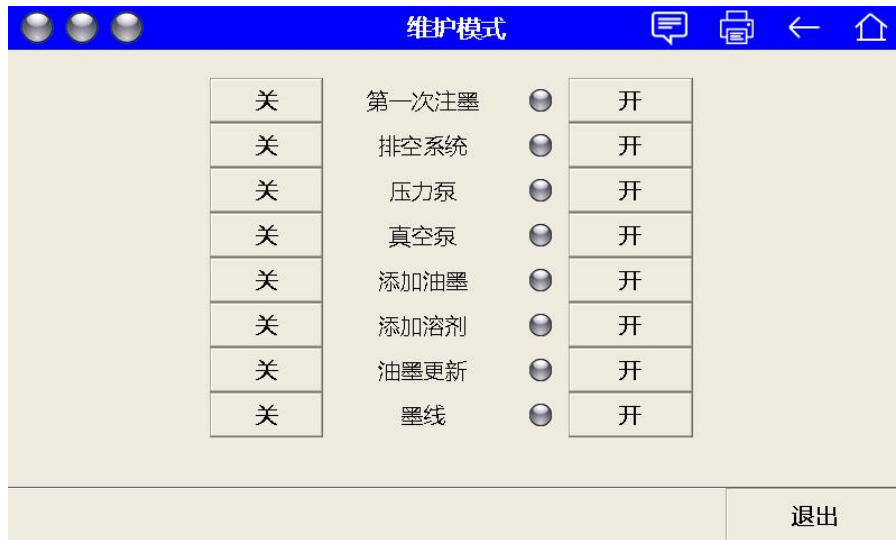 维护模式
关 第一次注墨 开
关 排空系统 开
关 压力泵 开
关 真空泵 开
关 添加油墨 开
关 添加溶剂 开
关 油墨更新 开
关 墨线 开
退出